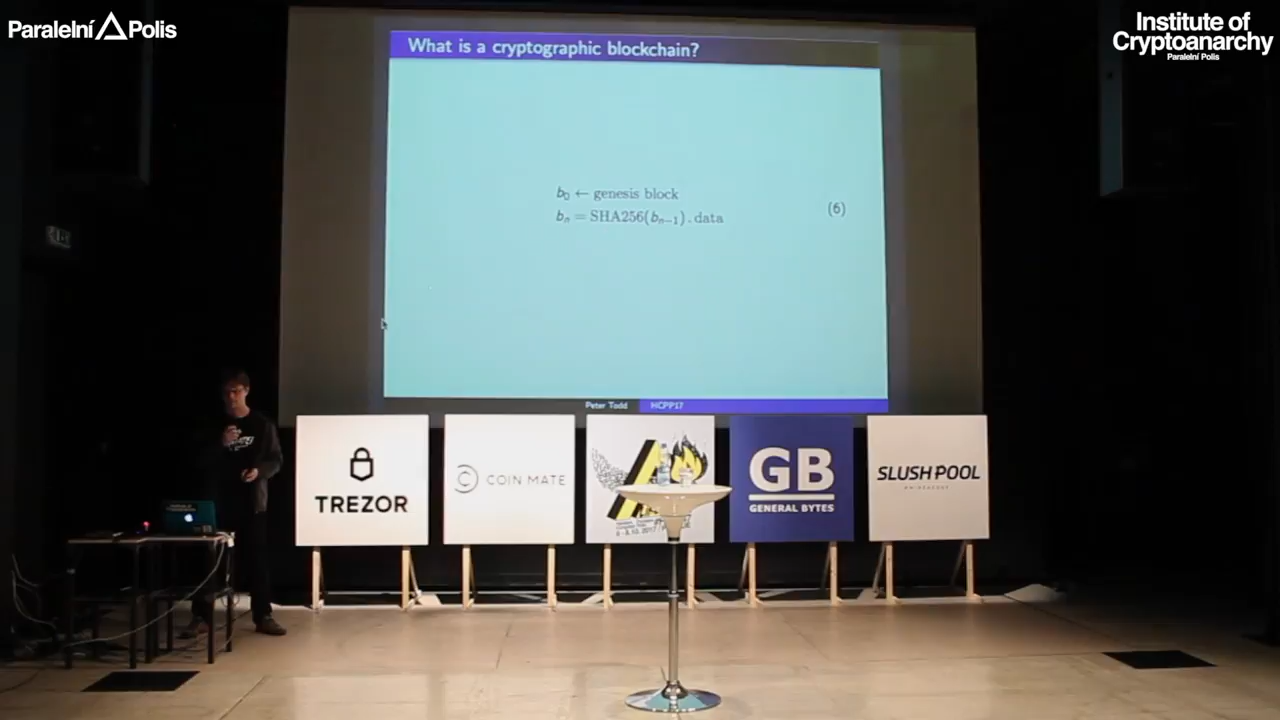 Paralelní Polis
Institute of
Cryptoanarchy
Paralelní Polis
What is a cryptographic blockchain?
b₀ ← genesis block
bₙ = SHA256(bₙ₋₁).data
(6)
Peter Todd
HCPP17
TREZOR
COIN MATE
GB
GENERAL BYTES
SLUSH POOL